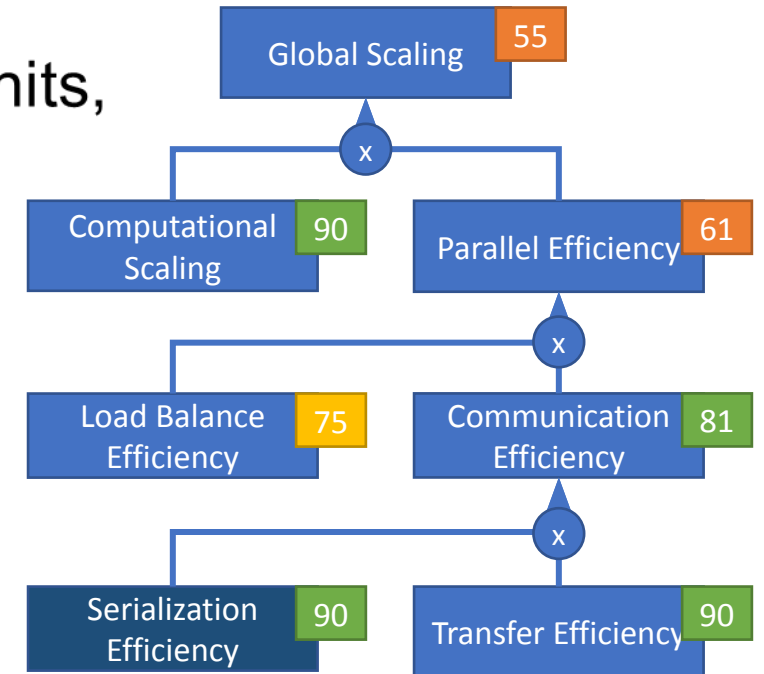 Global Scaling
55
nits,
x
Computational
Scaling
90
Parallel Efficiency
61
x
Load Balance
Efficiency
75
Communication
Efficiency
81
x
Serialization
Efficiency
90
Transfer Efficiency
90